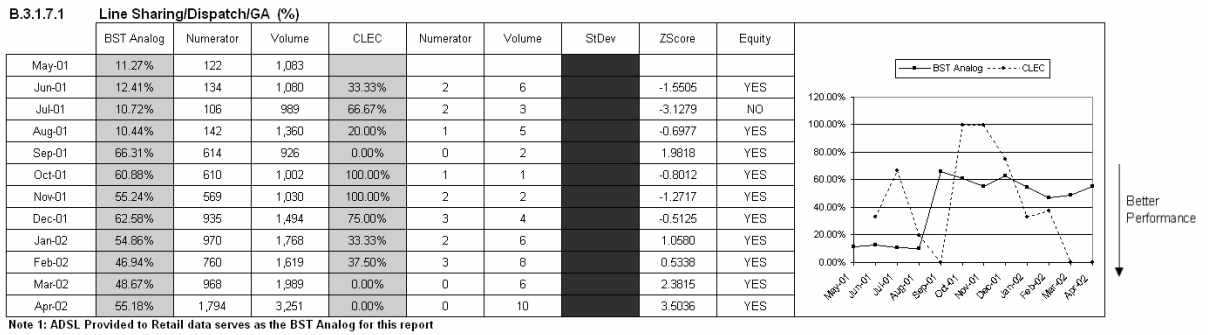 B.3.1.7.1 Line Sharing/Dispatch/GA (%)
BST Analog Numerator Volume CLEC Numerator Volume StDev ZScore Equity
May-01 11.27% 122 1,083
Jun-01 12.41% 134 1,080 33.33% 2 6 -1.5505 YES
Jul-01 10.72% 106 989 66.67% 2 3 -3.1279 NO
Aug-01 10.44% 142 1,360 20.00% 1 5 -0.6977 YES
Sep-01 66.31% 614 926 0.00% 0 2 1.9818 YES
Oct-01 60.88% 610 1,002 100.00% 1 1 -0.8012 YES
Nov-01 55.24% 569 1,030 100.00% 2 2 -1.2717 YES
Dec-01 62.58% 935 1,494 75.00% 3 4 -0.5125 YES
Jan-02 54.86% 970 1,768 33.33% 2 6 1.0580 YES
Feb-02 46.94% 760 1,619 37.50% 3 8 0.5338 YES
Mar-02 48.67% 968 1,989 0.00% 0 6 2.3815 YES
Apr-02 55.18% 1,794 3,251 0.00% 0 10 3.5036 YES
Note 1: ADSL Provided to Retail data serves as the BST Analog for this report
BST Analog CLEC
120.00%
100.00%
80.00%
60.00%
40.00%
20.00%
0.00%
May-01 Jun-01 Jul-01 Aug-01 Sep-01 Oct-01 Nov-01 Dec-01 Jan-02 Feb-02 Mar-02 Apr-02
Better
Performance